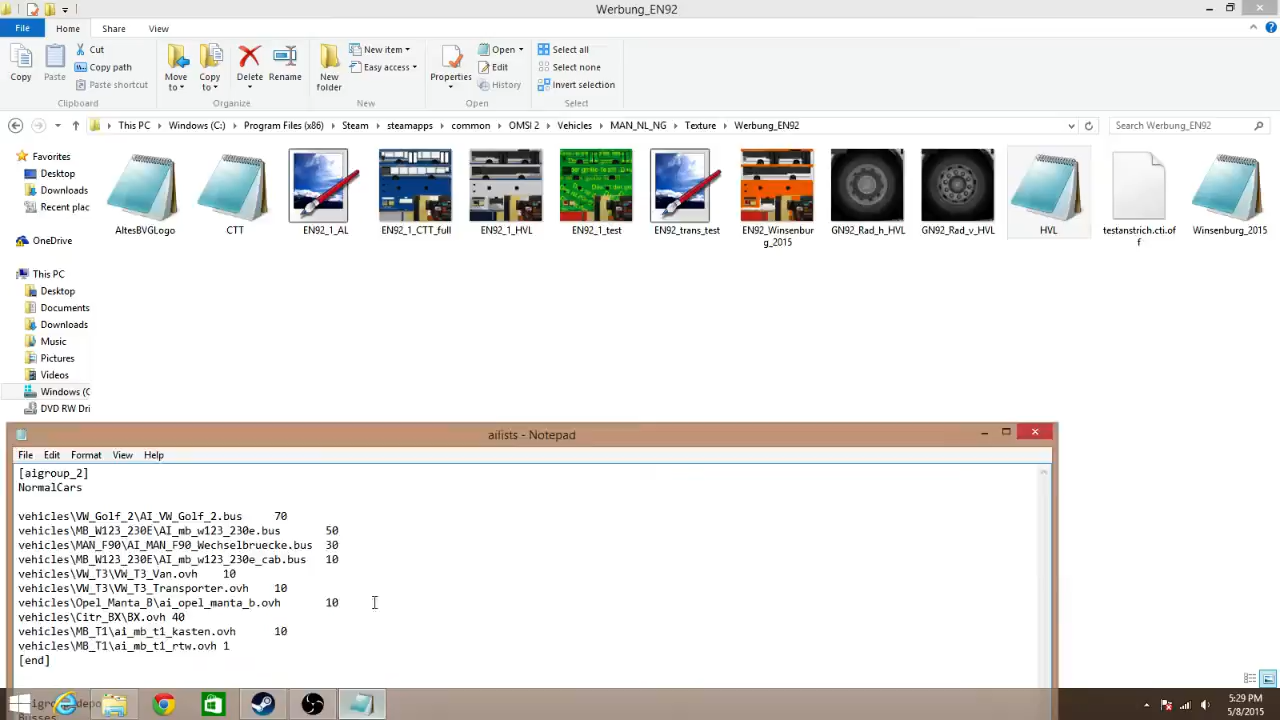 Werbung_EN92
File
Home
Share
View
Copy
Paste
Cut
Copy path
Paste shortcut
Clipboard
Move to
Copy to
Delete
Rename
Organize
New folder
New item
Easy access
New
Properties
Open
Edit
History
Open
Select all
Select none
Invert selection
Select
This PC
Windows (C:)
Program Files (x86)
Steam
steamapps
common
OMSI 2
Vehicles
MAN_NL_NG
Texture
Werbung_EN92
Search Werbung_EN92
Favorites
Desktop
Downloads
Recent plac
OneDrive
This PC
Desktop
Documents
Downloads
Music
Pictures
Videos
Windows (C
DVD RW Dri
AltesBVGLogo
CTT
EN92_1_AL
EN92_1_CTT_full
EN92_1_HVL
EN92_1_test
EN92_trans_test
EN92_Winsenbur
g_2015
GN92_Rad_h_HVL
GN92_Rad_v_HVL
HVL
testanstrich.cti.of
f
Winsenburg_2015
ailists - Notepad
File Edit Format View Help
[aigroup_2]
NormalCars
vehicles\VW_Golf_2\AI_VW_Golf_2.bus 70
vehicles\MB_W123_230E\AI_mb_w123_230e.bus 50
vehicles\MAN_F90\AI_MAN_F90_Wechselbruecke.bus 30
vehicles\MB_W123_230E\AI_mb_w123_230e_cab.bus 10
vehicles\VW_T3\VW_T3_Van.ovh 10
vehicles\VW_T3\VW_T3_Transporter.ovh 10
vehicles\Opel_Manta_B\ai_opel_manta_b.ovh 10
vehicles\Citr_BX\BX.ovh 40
vehicles\MB_T1\ai_mb_t1_kasten.ovh 10
vehicles\MB_T1\ai_mb_t1_rtw.ovh 1
[end]
5:29 PM
5/8/2015